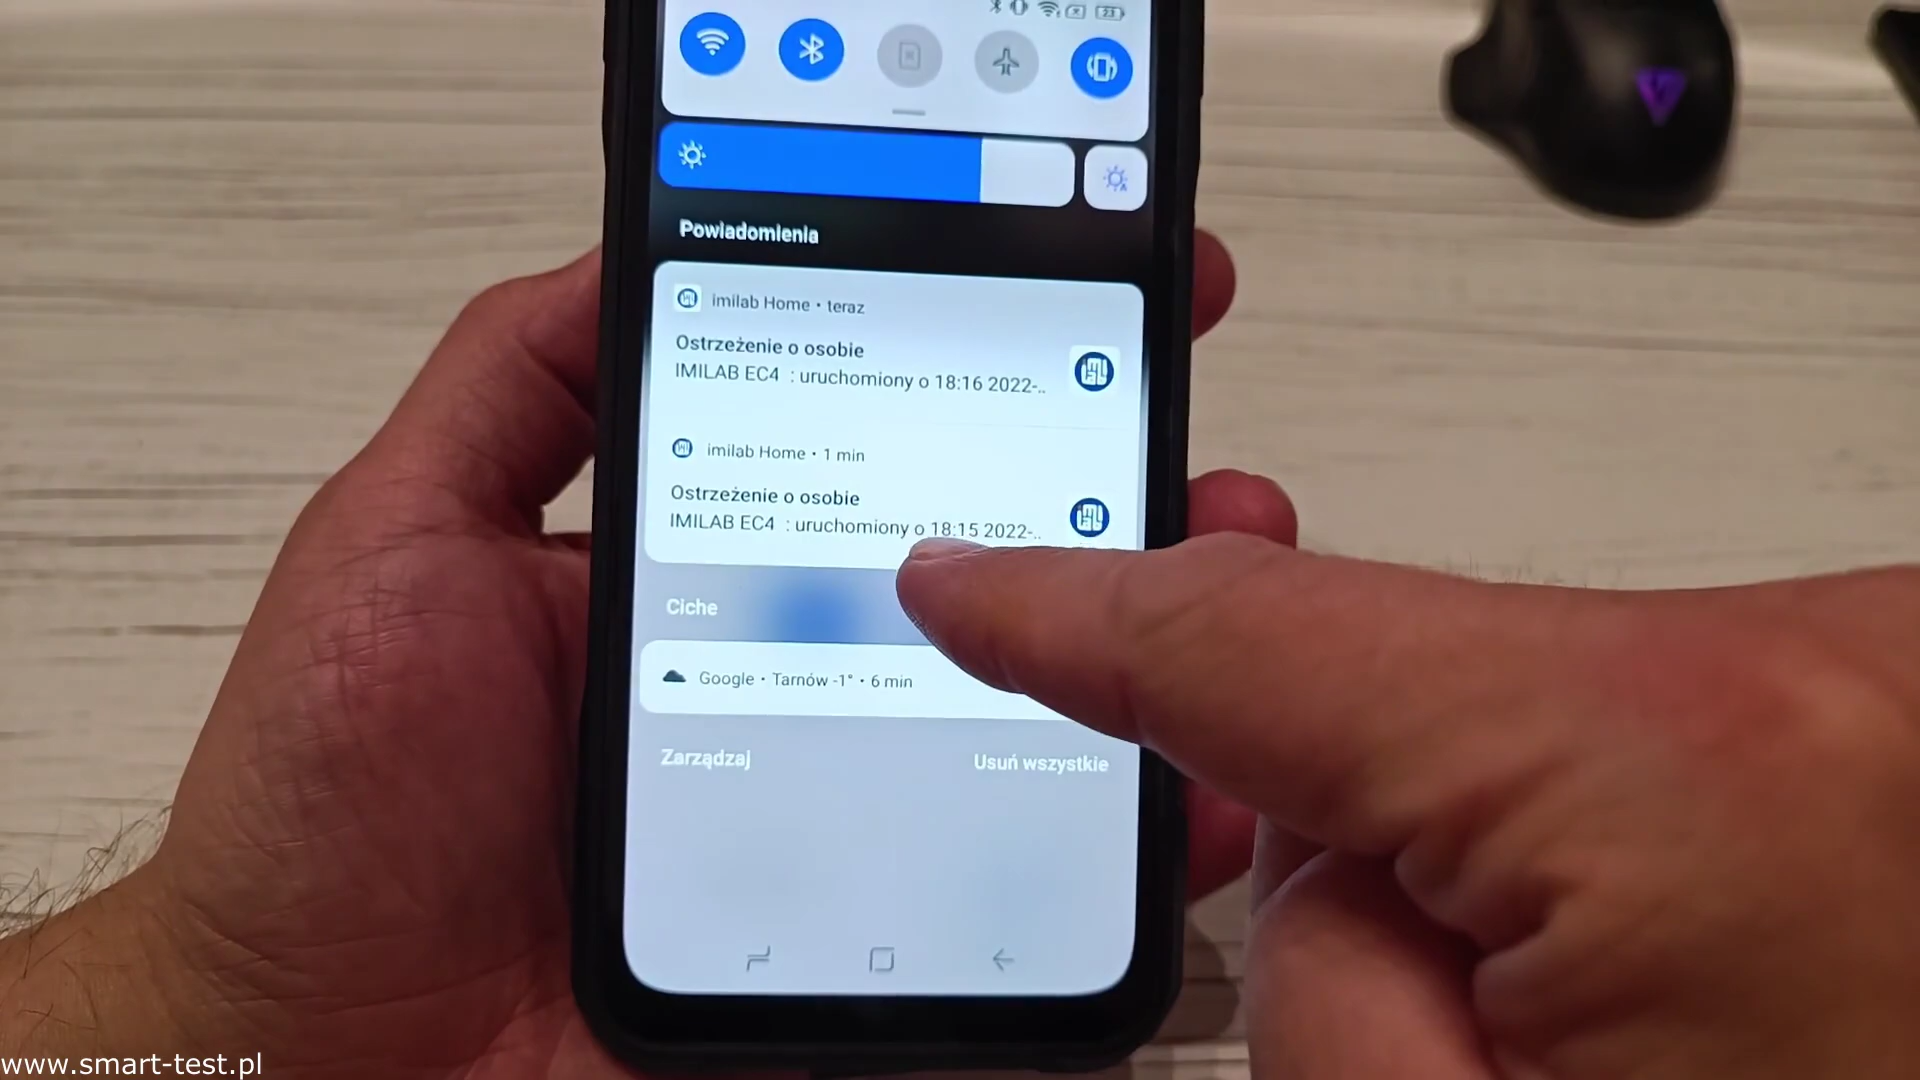 23
Powiadomienia
imilab Home • teraz
Ostrzeżenie o osobie
IMILAB EC4 : uruchomiony o 18:16 2022-..
imilab Home • 1 min
Ostrzeżenie o osobie
IMILAB EC4 : uruchomiony o 18:15 2022-..
Ciche
Google • Tarnów -1° • 6 min
Zarządzaj
Usuń wszystkie
www.smart-test.pl